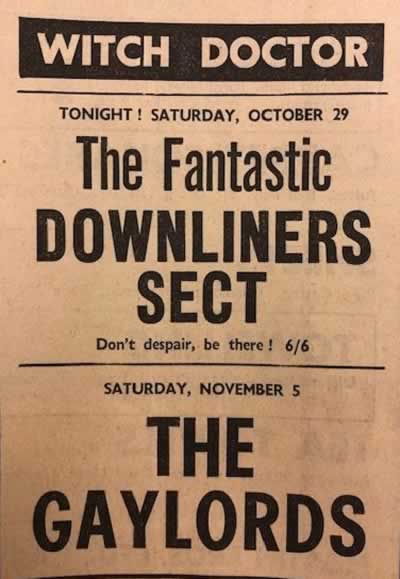 WITCH DOCTOR
TONIGHT! SATURDAY, OCTOBER 29
The Fantastic
DOWNLINERS
SECT
Don't despair, be there! 6/6
SATURDAY, NOVEMBER 5
THE
GAYLORDS